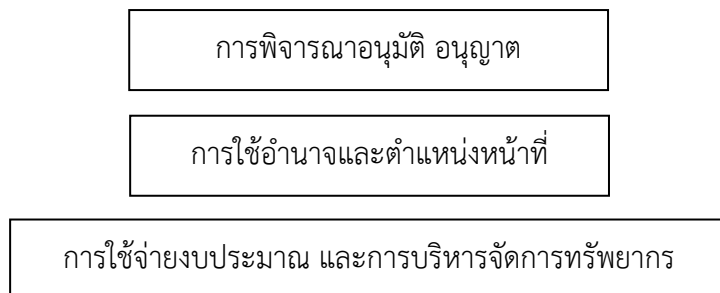 การพิจารณาอนุมัติ อนุญาต
การใช้อำนาจและตำแหน่งหน้าที่
การใช้จ่ายงบประมาณ และการบริหารจัดการทรัพยากร